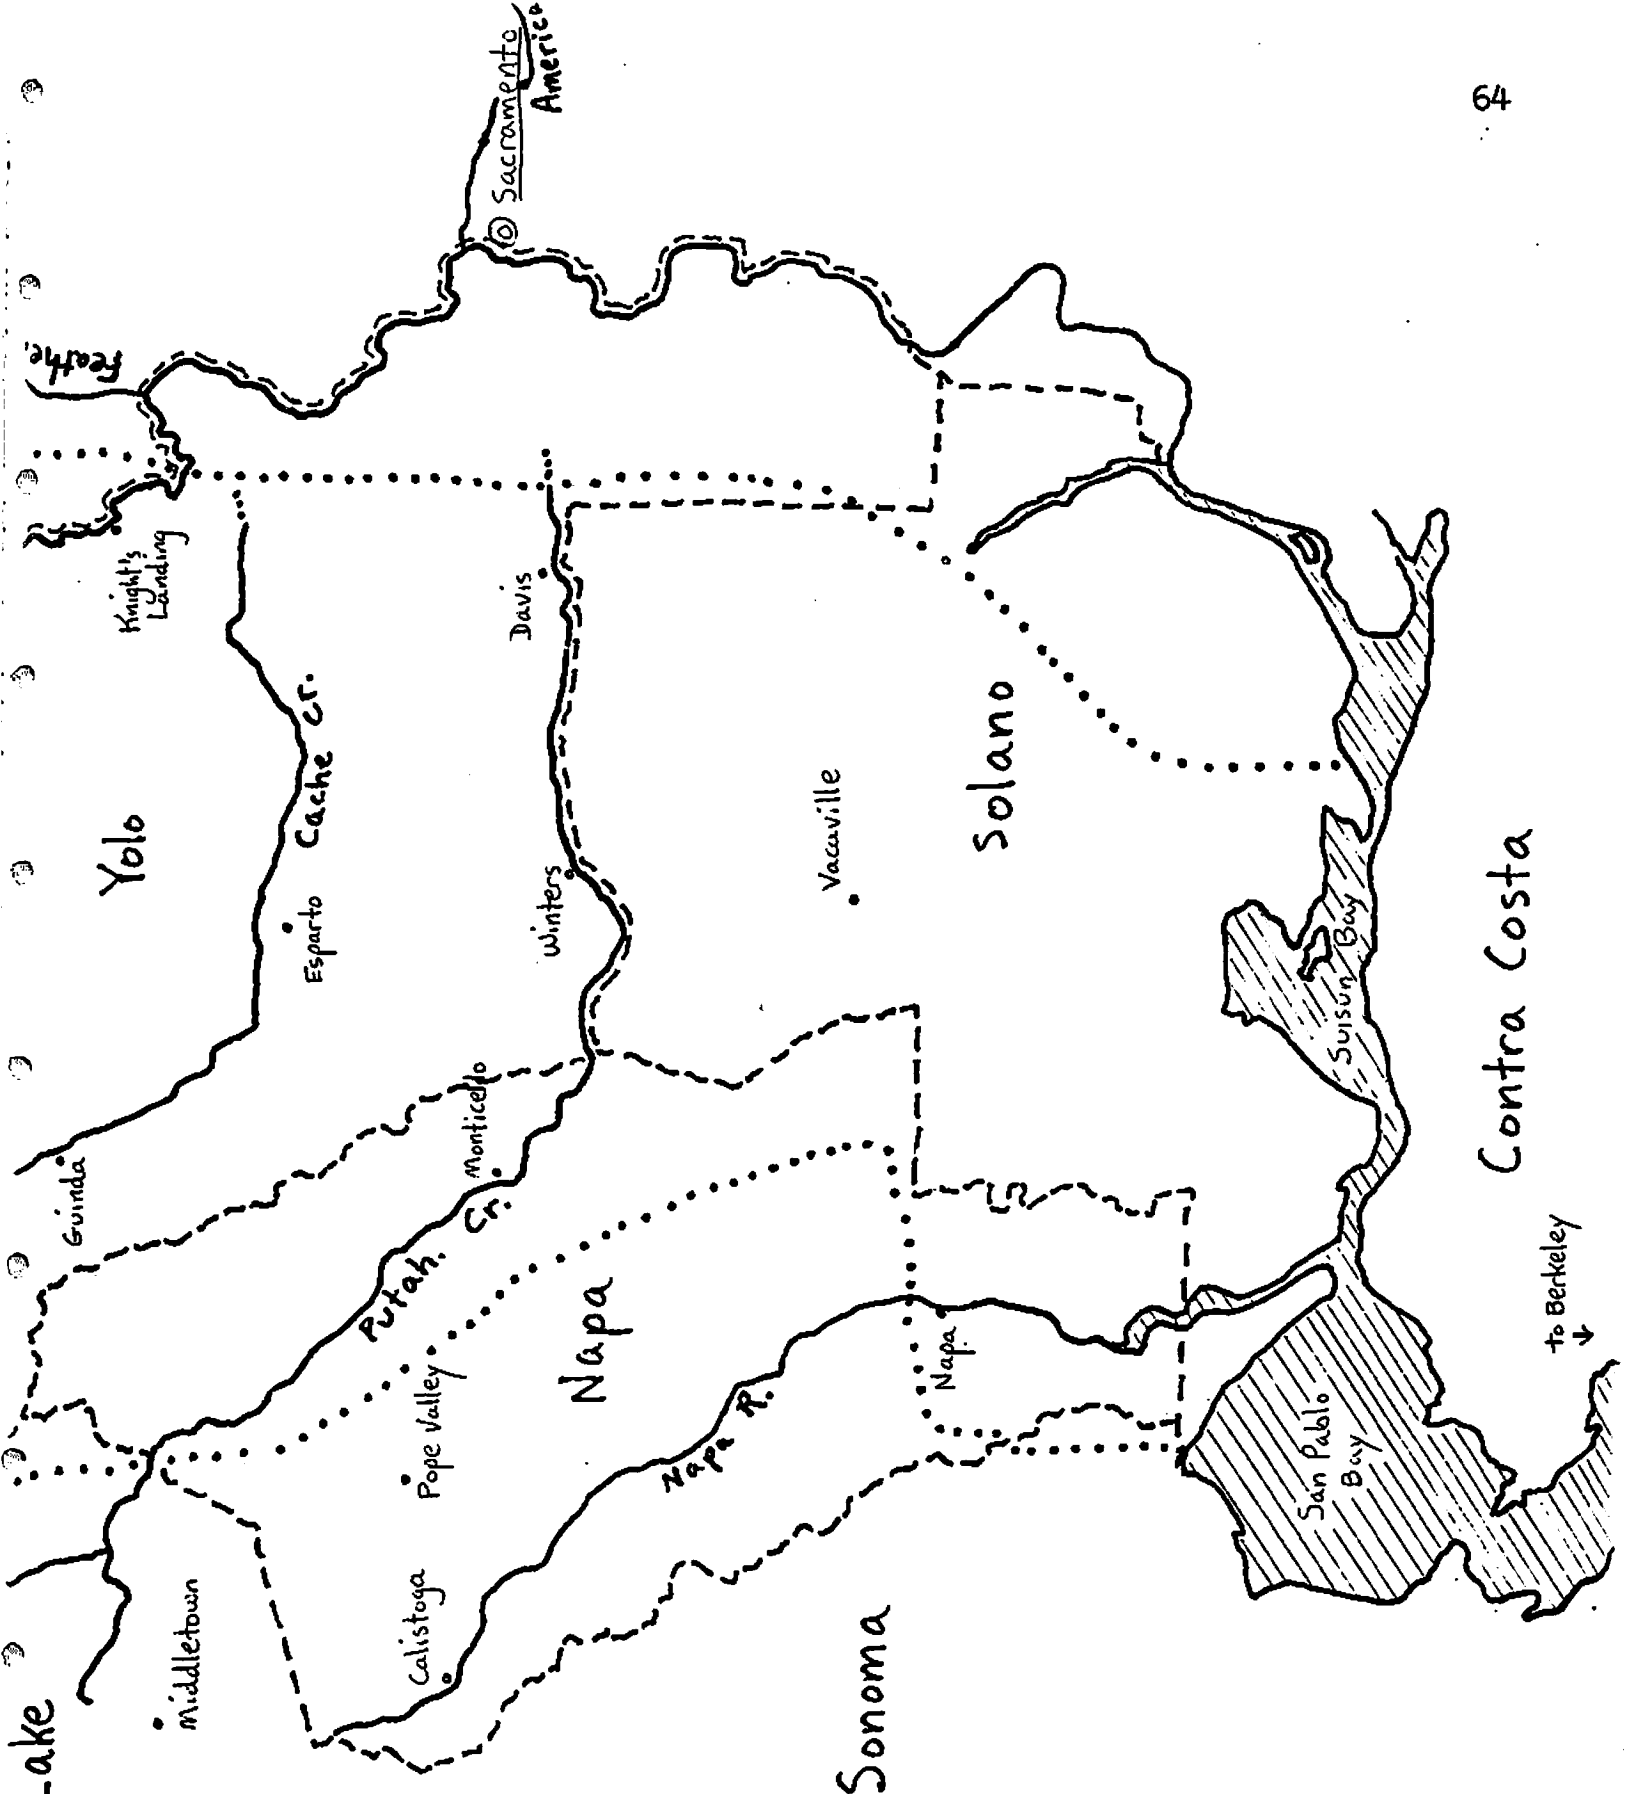 64
Feathe
Sacramento
America
Knight's
Landing
Davis
Yolo
Cache Cr.
Esparto
Winters
Vacaville
Solano
Guinda
Monticello
Putah Cr.
Suisun Bay
Contra Costa
Napa
Pope Valley
Napa R.
Napa
to Berkeley
San Pablo
Bay
Calistoga
Middletown
ake
Sonoma